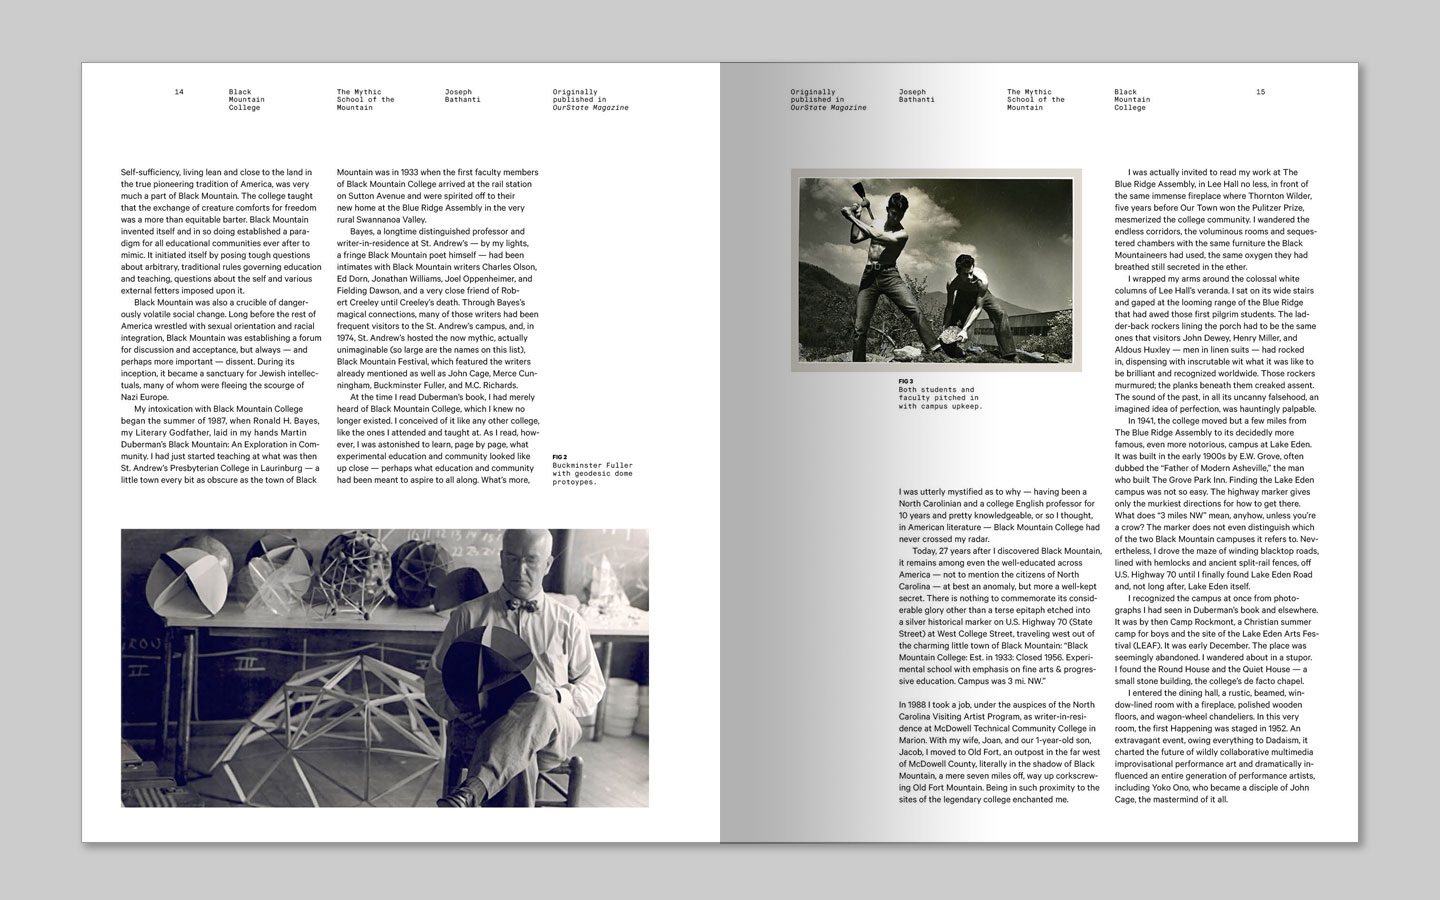 14
Black
Mountain
College
The Mythic
School of the
Mountain
Joseph
Bathanti
Originally
published in
OurState Magazine
Self-sufficiency, living lean and close to the land in
the true pioneering tradition of America, was very
much a part of Black Mountain. The college taught
that the exchange of creature comforts for freedom
was a more than equitable barter. Black Mountain
invented itself and in so doing established a para-
digm for all educational communities ever after to
mimic. It initiated itself by posing tough questions
about arbitrary, traditional rules governing education
and teaching, questions about the self and various
external fetters imposed upon it.
Black Mountain was also a crucible of danger-
ously volatile social change. Long before the rest of
America wrestled with sexual orientation and racial
integration, Black Mountain was establishing a forum
for discussion and acceptance, but always — and
perhaps more important — dissent. During its
inception, it became a sanctuary for Jewish intellec-
tuals, many of whom were fleeing the scourge of
Nazi Europe.
My intoxication with Black Mountain College
began the summer of 1987, when Ronald H. Bayes,
my Literary Godfather, laid in my hands Martin
Duberman's Black Mountain: An Exploration in Com-
munity. I had just started teaching at what was then
St. Andrew's Presbyterian College in Laurinburg — a
little town every bit as obscure as the town of Black
Mountain was in 1933 when the first faculty members
of Black Mountain College arrived at the rail station
on Sutton Avenue and were spirited off to their
new home at the Blue Ridge Assembly in the very
rural Swannanoa Valley.
Bayes, a longtime distinguished professor and
writer-in-residence at St. Andrew's — by my lights,
a fringe Black Mountain poet himself — had been
intimates with Black Mountain writers Charles Olson,
Ed Dorn, Jonathan Williams, Joel Oppenheimer, and
Fielding Dawson, and a very close friend of Rob-
ert Creeley until Creeley's death. Through Bayes's
magical connections, many of those writers had been
frequent visitors to the St. Andrew's campus, and, in
1974, St. Andrew's hosted the now mythic, actually
unimaginable (so large are the names on this list),
Black Mountain Festival, which featured the writers
already mentioned as well as John Cage, Merce Cun-
ningham, Buckminster Fuller, and M.C. Richards.
At the time I read Duberman's book, I had merely
heard of Black Mountain College, which I knew no
longer existed. I conceived of it like any other college,
like the ones I attended and taught at. As I read, how-
ever, I was astonished to learn, page by page, what
experimental education and community looked like
up close — perhaps what education and community
had been meant to aspire to all along. What's more,
FIG 2
Buckminster Fuller
with geodesic dome
protoypes.
Originally
published in
OurState Magazine
Joseph
Bathanti
The Mythic
School of the
Mountain
Black
Mountain
College
15
FIG 3
Both students and
faculty pitched in
with campus upkeep.
I was utterly mystified as to why — having been a
North Carolinian and a college English professor for
10 years and pretty knowledgeable, or so I thought,
in American literature — Black Mountain College had
never crossed my radar.
Today, 27 years after I discovered Black Mountain,
it remains among even the well-educated across
America — not to mention the citizens of North
Carolina — at best an anomaly, but more a well-kept
secret. There is nothing to commemorate its consid-
erable glory other than a terse epitaph etched into
a silver historical marker on U.S. Highway 70 (State
Street) at West College Street, traveling west out of
the charming little town of Black Mountain: "Black
Mountain College: Est. in 1933: Closed 1956. Experi-
mental school with emphasis on fine arts & progres-
sive education. Campus was 3 mi. NW."
In 1988 I took a job, under the auspices of the North
Carolina Visiting Artist Program, as writer-in-resi-
dence at McDowell Technical Community College in
Marion. With my wife, Joan, and our 1-year-old son,
Jacob, I moved to Old Fort, an outpost in the far west
of McDowell County, literally in the shadow of Black
Mountain, a mere seven miles off, way up corkscrew-
ing Old Fort Mountain. Being in such proximity to the
sites of the legendary college enchanted me.
I was actually invited to read my work at The
Blue Ridge Assembly, in Lee Hall no less, in front of
the same immense fireplace where Thornton Wilder,
five years before Our Town won the Pulitzer Prize,
mesmerized the college community. I wandered the
endless corridors, the voluminous rooms and seques-
tered chambers with the same furniture the Black
Mountaineers had used, the same oxygen they had
breathed still secreted in the ether.
I wrapped my arms around the colossal white
columns of Lee Hall's veranda. I sat on its wide stairs
and gaped at the looming range of the Blue Ridge
that had awed those first pilgrim students. The lad-
der-back rockers lining the porch had to be the same
ones that visitors John Dewey, Henry Miller, and
Aldous Huxley — men in linen suits — had rocked
in, dispensing with inscrutable wit what it was like to
be brilliant and recognized worldwide. Those rockers
murmured; the planks beneath them creaked assent.
The sound of the past, in all its uncanny falsehood, an
imagined idea of perfection, was hauntingly palpable.
In 1941, the college moved but a few miles from
The Blue Ridge Assembly to its decidedly more
famous, even more notorious, campus at Lake Eden.
It was built in the early 1900s by E.W. Grove, often
dubbed the "Father of Modern Asheville," the man
who built The Grove Park Inn. Finding the Lake Eden
campus was not so easy. The highway marker gives
only the murkiest directions for how to get there.
What does "3 miles NW" mean, anyhow, unless you're
a crow? The marker does not even distinguish which
of the two Black Mountain campuses it refers to. Nev-
ertheless, I drove the maze of winding blacktop roads,
lined with hemlocks and ancient split-rail fences, off
U.S. Highway 70 until I finally found Lake Eden Road
and, not long after, Lake Eden itself.
I recognized the campus at once from photo-
graphs I had seen in Duberman's book and elsewhere.
It was by then Camp Rockmont, a Christian summer
camp for boys and the site of the Lake Eden Arts Fes-
tival (LEAF). It was early December. The place was
seemingly abandoned. I wandered about in a stupor.
I found the Round House and the Quiet House — a
small stone building, the college's de facto chapel.
I entered the dining hall, a rustic, beamed, win-
dow-lined room with a fireplace, polished wooden
floors, and wagon-wheel chandeliers. In this very
room, the first Happening was staged in 1952. An
extravagant event, owing everything to Dadaism, it
charted the future of wildly collaborative multimedia
improvisational performance art and dramatically in-
fluenced an entire generation of performance artists,
including Yoko Ono, who became a disciple of John
Cage, the mastermind of it all.